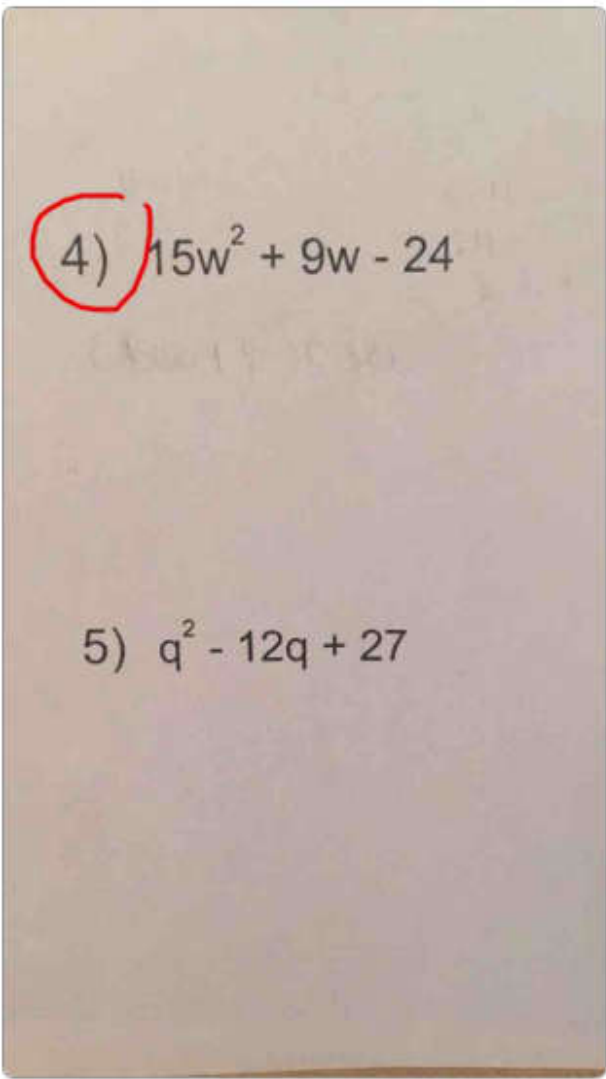 4) 15w² + 9w - 24
5) q² - 12q + 27